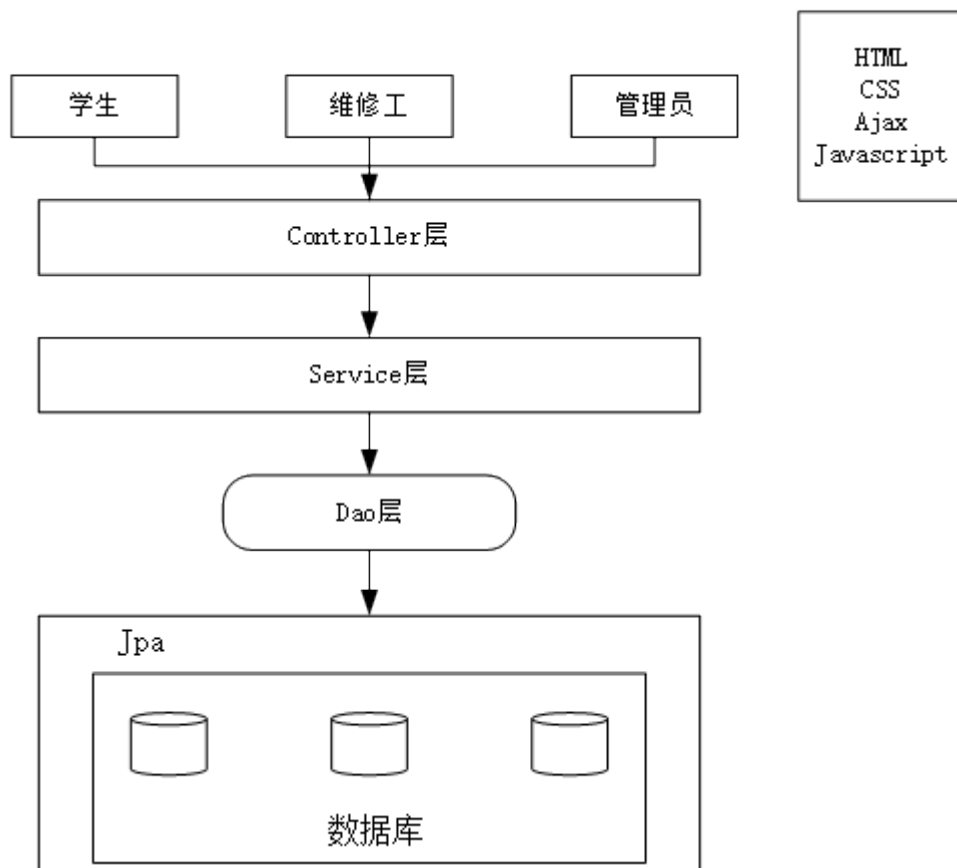 学生
维修工
管理员
HTML
CSS
Ajax
Javascript
Controller层
Service层
Dao层
Jpa
数据库